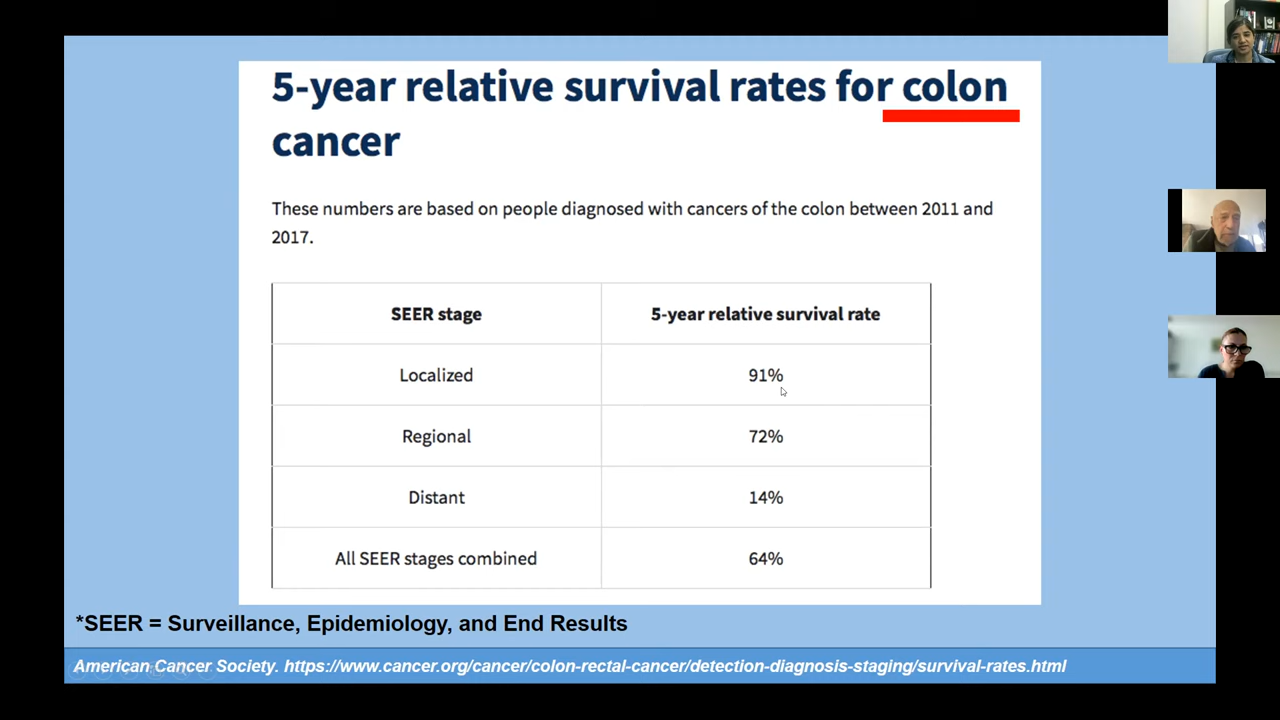 5-year relative survival rates for colon
cancer
These numbers are based on people diagnosed with cancers of the colon between 2011 and
2017.
SEER stage 5-year relative survival rate
Localized 91%
Regional 72%
Distant 14%
All SEER stages combined 64%
*SEER = Surveillance, Epidemiology, and End Results
American Cancer Society. https://www.cancer.org/cancer/colon-rectal-cancer/detection-diagnosis-staging/survival-rates.html